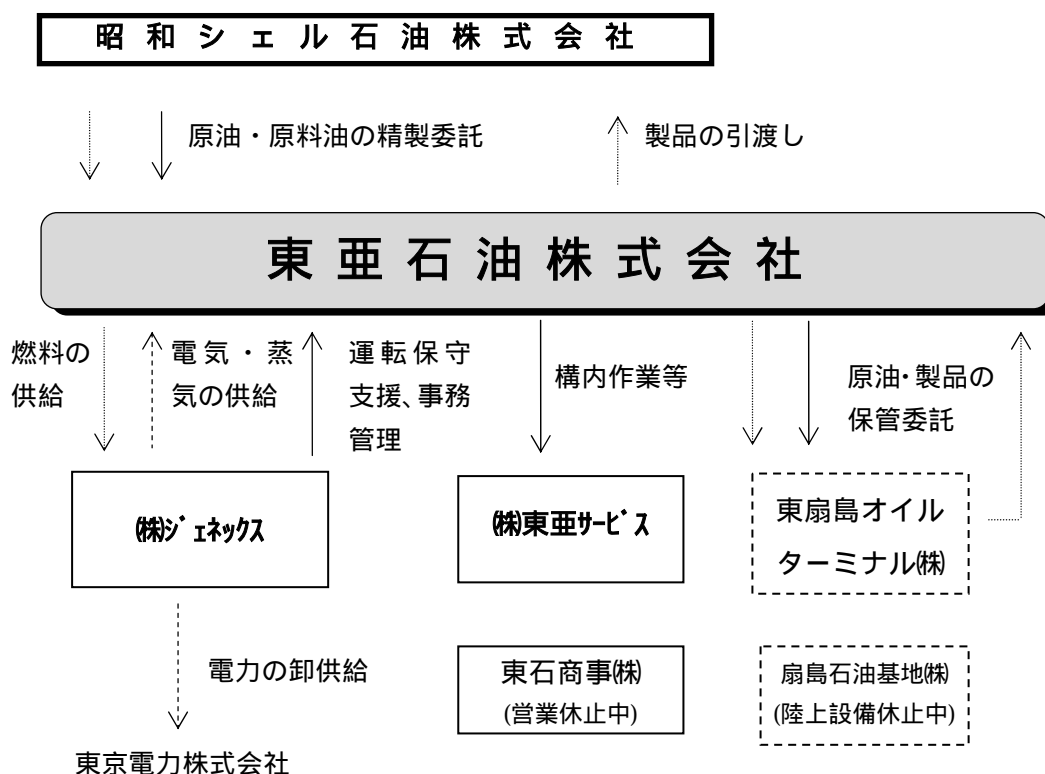 昭和シェル石油株式会社
原油・原料油の精製委託
製品の引渡し
東亜石油株式会社
燃料の
供給
電気・蒸
気の供給
運転保守
支援、事務
管理
構内作業等
原油・製品の
保管委託
㈱ジェネックス
㈱東亜サービス
東扇島オイル
ターミナル㈱
電力の卸供給
東石商事㈱
(営業休止中)
扇島石油基地㈱
(陸上設備休止中)
東京電力株式会社